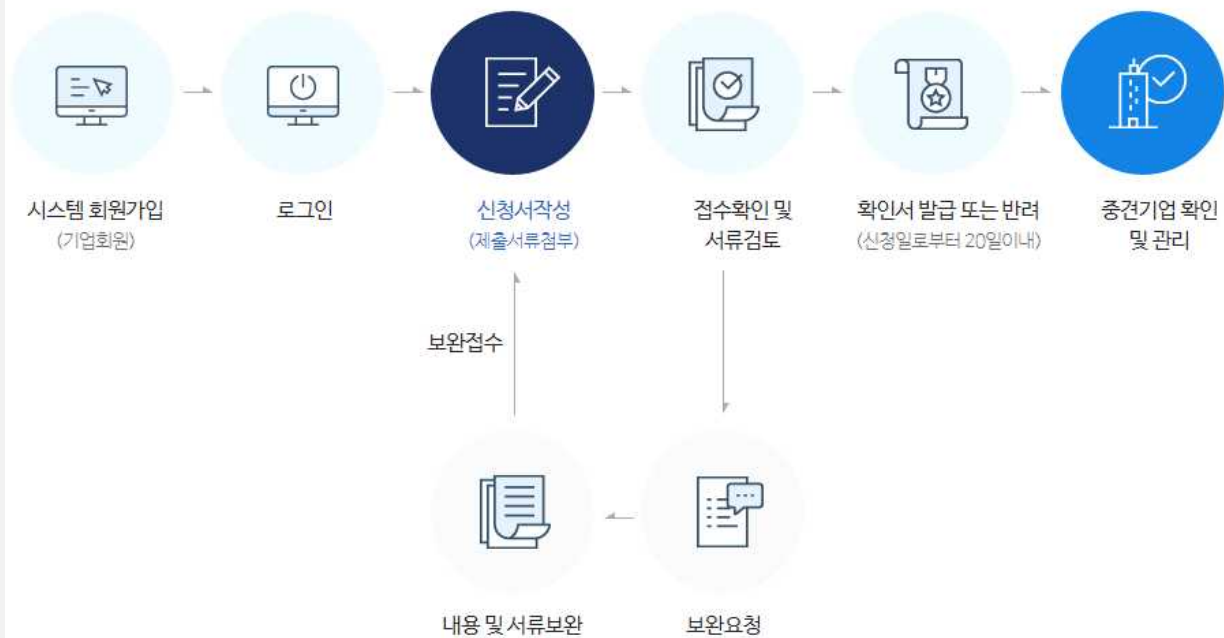 시스템 회원가입
(기업회원)
로그인
신청서작성
(제출서류첨부)
접수확인 및
서류검토
확인서 발급 또는 반려
(신청일로부터 20일이내)
중견기업 확인
및 관리
보완접수
내용 및 서류보완
보완요청